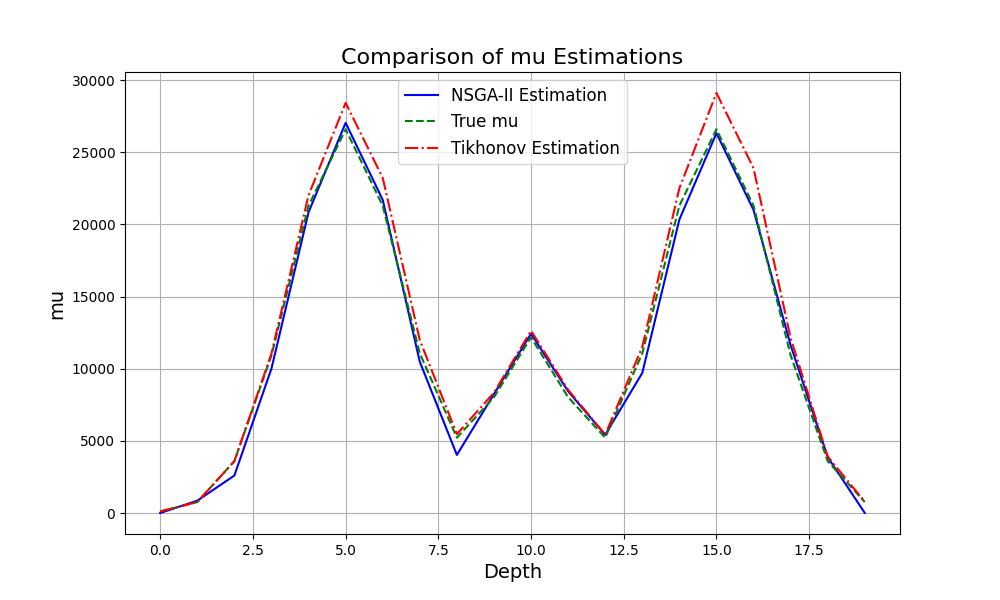 Comparison of mu Estimations
NSGA-II Estimation
True mu
Tikhonov Estimation
mu
30000
25000
20000
15000
10000
5000
0
0.0 2.5 5.0 7.5 10.0 12.5 15.0 17.5
Depth